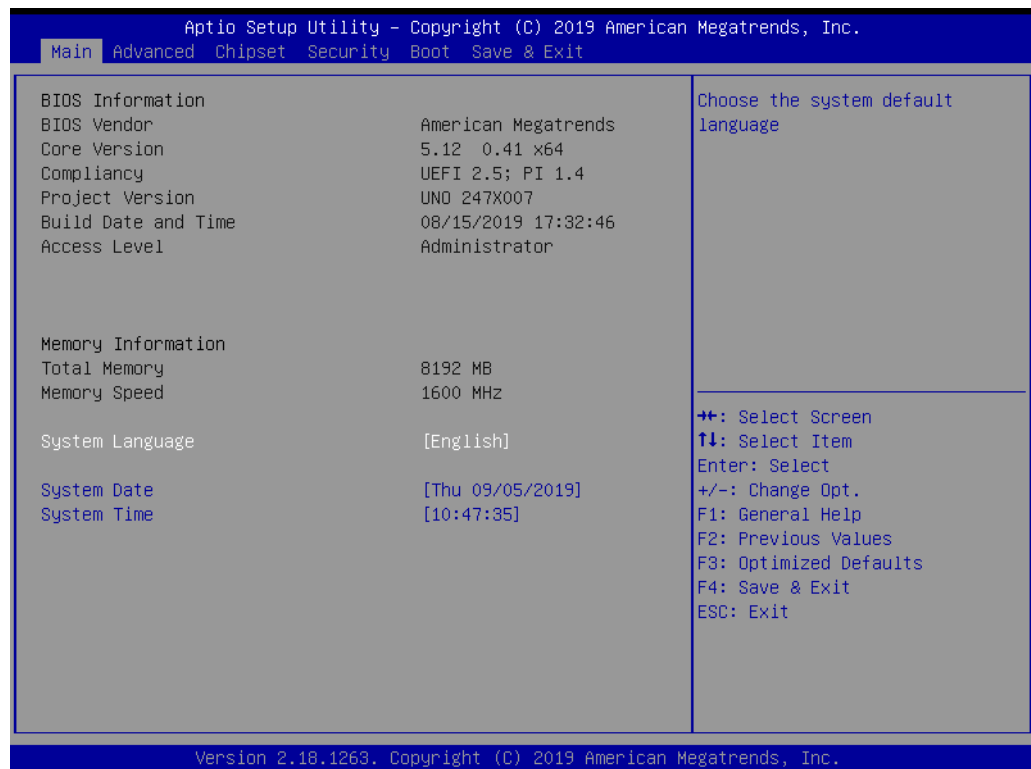 Aptio Setup Utility – Copyright (C) 2019 American Megatrends, Inc.
Main Advanced Chipset Security Boot Save & Exit
BIOS Information
BIOS Vendor American Megatrends
Core Version 5.12 0.41 x64
Compliancy UEFI 2.5; PI 1.4
Project Version UNO 247X007
Build Date and Time 08/15/2019 17:32:46
Access Level Administrator
Memory Information
Total Memory 8192 MB
Memory Speed 1600 MHz
System Language [English]
System Date [Thu 09/05/2019]
System Time [10:47:35]
Choose the system default
language
→←: Select Screen
↑↓: Select Item
Enter: Select
+/-: Change Opt.
F1: General Help
F2: Previous Values
F3: Optimized Defaults
F4: Save & Exit
ESC: Exit
Version 2.18.1263. Copyright (C) 2019 American Megatrends, Inc.